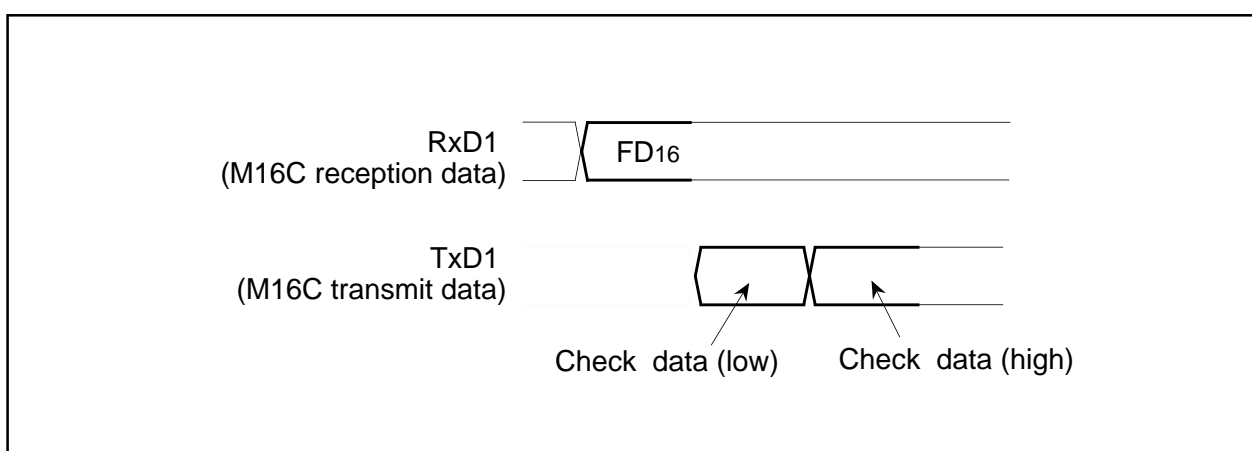 RxD1
(M16C reception data)
FD16
TxD1
(M16C transmit data)
Check data (low)
Check data (high)